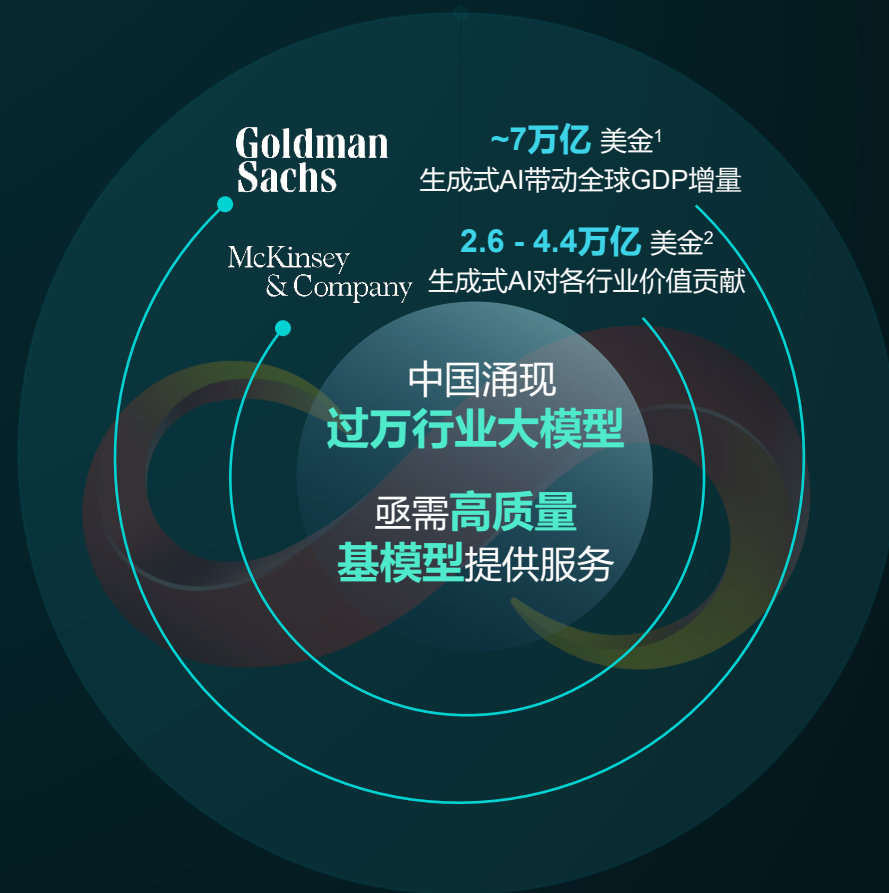 Goldman
Sachs
~7万亿 美金1
生成式AI带动全球GDP增量
McKinsey
& Company
2.6 - 4.4万亿 美金2
生成式AI对各行业价值贡献
中国涌现
过万行业大模型
亟需高质量
基模型提供服务